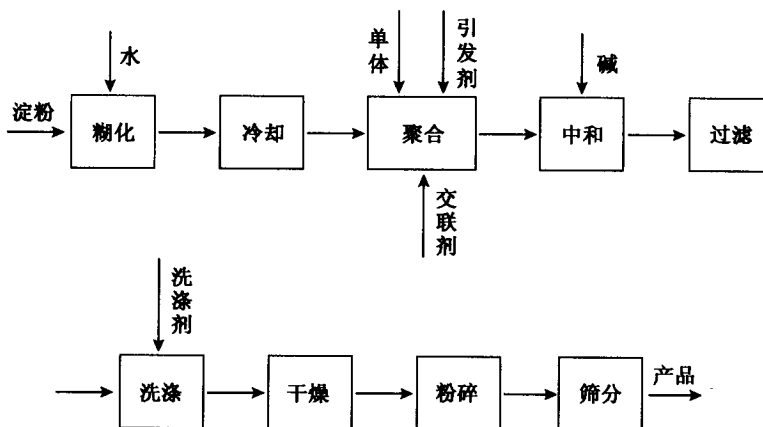 水
单体
引发剂
碱
淀粉
糊化
冷却
聚合
中和
过滤
交联剂
洗涤剂
洗涤
干燥
粉碎
筛分
产品